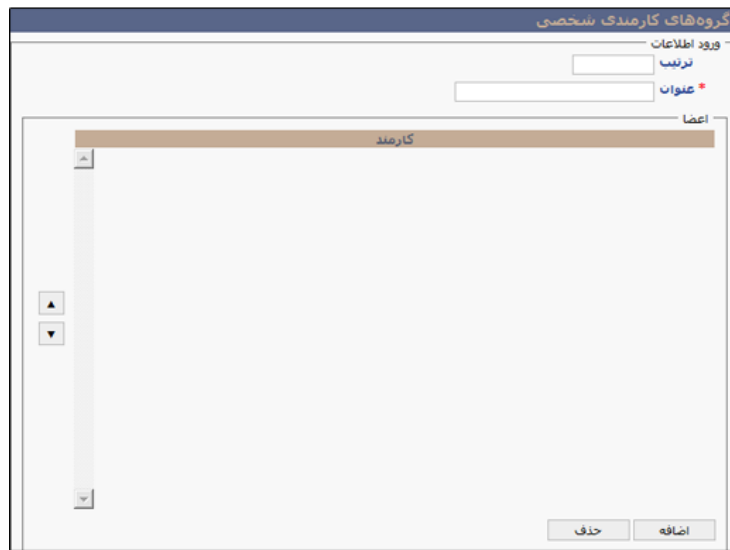 گروه‌های کارمندی شخصی
ورود اطلاعات
ترتیب
* عنوان
اعضا
کارمند
اضافه
حذف